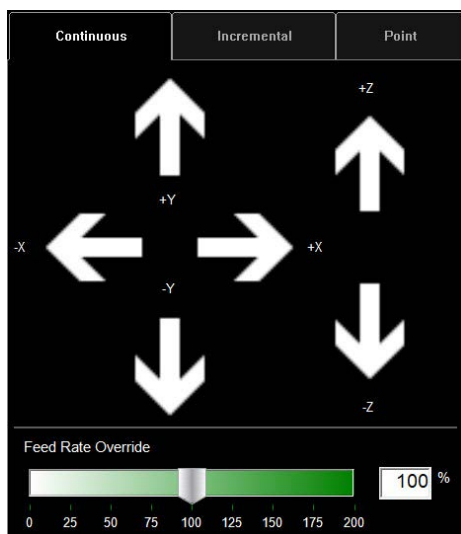 Continuous Incremental Point
+Z
+Y
-X +X
-Y
-Z
Feed Rate Override
100 %
0 25 50 75 100 125 150 175 200